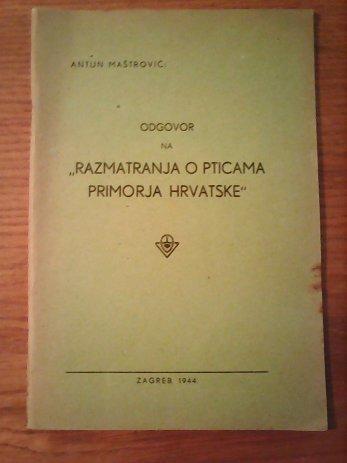 ANTUN MAŠTROVIĆ:
ODGOVOR
NA
„RAZMATRANJA O PTICAMA
PRIMORJA HRVATSKE“
ZAGREB 1944